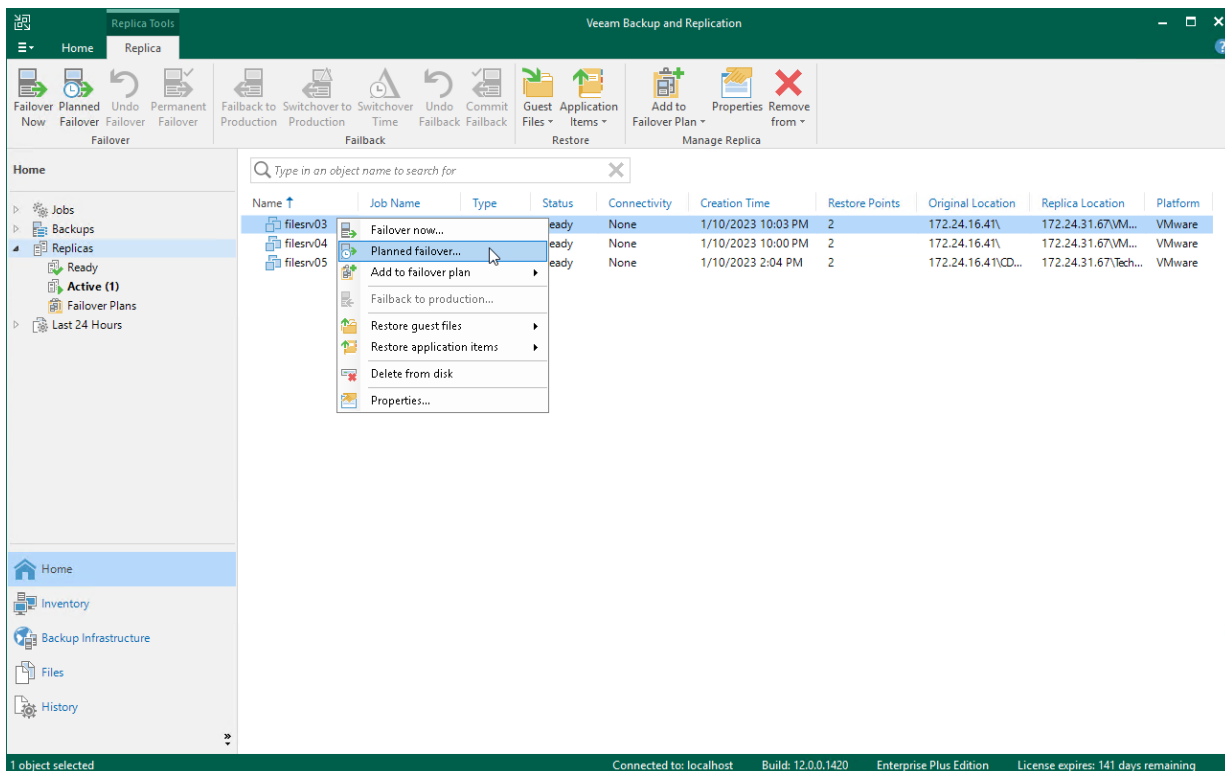 Replica Tools
Veeam Backup and Replication
Home Replica
Failover Now
Planned Failover
Undo Failover
Permanent Failover
Failback to Production
Switchover to Production
Switchover Time
Undo Failback
Commit Failback
Guest Files
Application Items
Add to Failover Plan
Properties
Remove from
Failover Failback Restore Manage Replica
Home
Jobs
Backups
Replicas
Ready
Active (1)
Failover Plans
Last 24 Hours
Home
Inventory
Backup Infrastructure
Files
History
Type in an object name to search for
Name Job Name Type Status Connectivity Creation Time Restore Points Original Location Replica Location Platform
filesrv03 eady None 1/10/2023 10:03 PM 2 172.24.16.41\ 172.24.31.67\VM... VMware
filesrv04 eady None 1/10/2023 10:00 PM 2 172.24.16.41\ 172.24.31.67\VM... VMware
filesrv05 eady None 1/10/2023 2:04 PM 2 172.24.16.41\CD... 172.24.31.67\Tech... VMware
Failover now...
Planned failover...
Add to failover plan
Failback to production...
Restore guest files
Restore application items
Delete from disk
Properties...
1 object selected
Connected to: localhost Build: 12.0.0.1420 Enterprise Plus Edition License expires: 141 days remaining